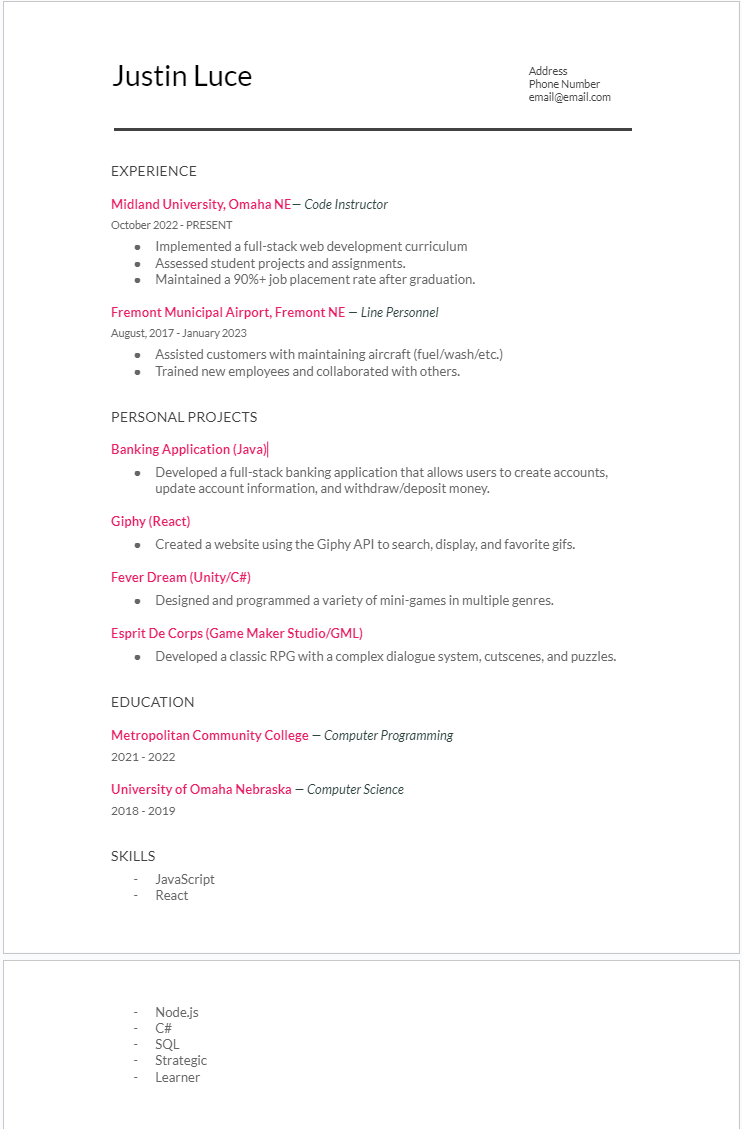 Justin Luce
Address
Phone Number
email@email.com
EXPERIENCE
Midland University, Omaha NE— Code Instructor
October 2022 - PRESENT
● Implemented a full-stack web development curriculum
● Assessed student projects and assignments.
● Maintained a 90%+ job placement rate after graduation.
Fremont Municipal Airport, Fremont NE — Line Personnel
August, 2017 - January 2023
● Assisted customers with maintaining aircraft (fuel/wash/etc.)
● Trained new employees and collaborated with others.
PERSONAL PROJECTS
Banking Application (Java)
● Developed a full-stack banking application that allows users to create accounts,
update account information, and withdraw/deposit money.
Giphy (React)
● Created a website using the Giphy API to search, display, and favorite gifs.
Fever Dream (Unity/C#)
● Designed and programmed a variety of mini-games in multiple genres.
Esprit De Corps (Game Maker Studio/GML)
● Developed a classic RPG with a complex dialogue system, cutscenes, and puzzles.
EDUCATION
Metropolitan Community College — Computer Programming
2021 - 2022
University of Omaha Nebraska — Computer Science
2018 - 2019
SKILLS
- JavaScript
- React
- Node.js
- C#
- SQL
- Strategic
- Learner